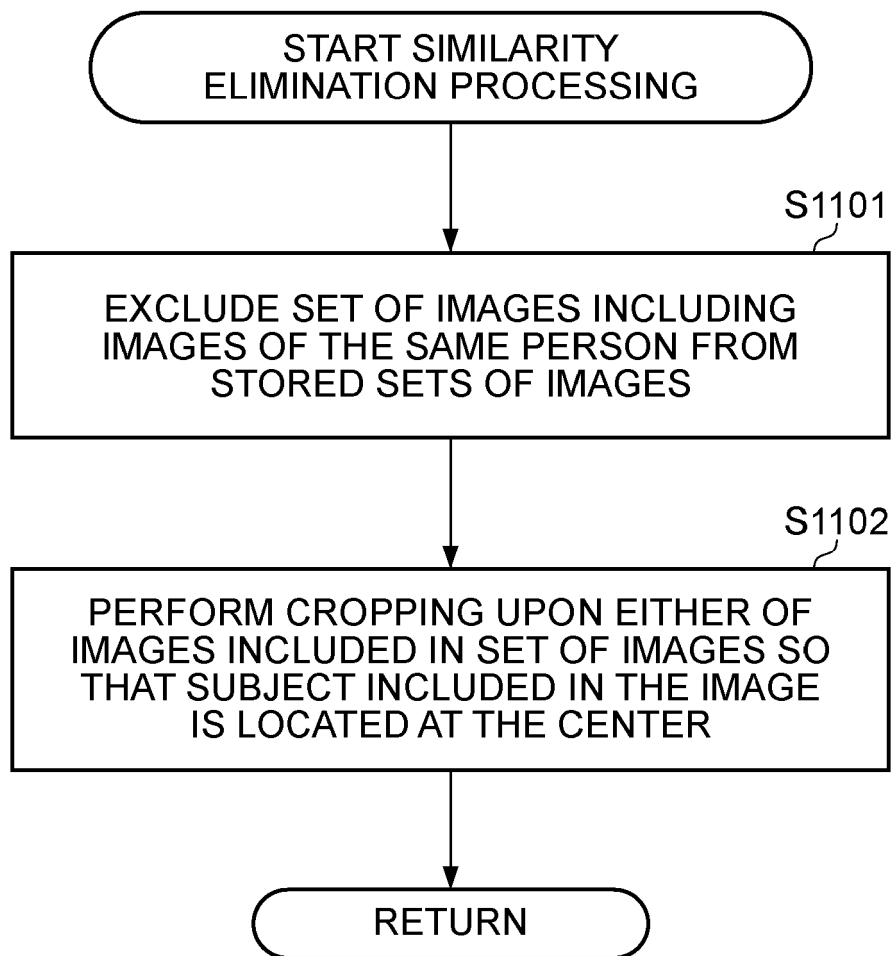 START SIMILARITY
ELIMINATION PROCESSING
S1101
EXCLUDE SET OF IMAGES INCLUDING
IMAGES OF THE SAME PERSON FROM
STORED SETS OF IMAGES
S1102
PERFORM CROPPING UPON EITHER OF
IMAGES INCLUDED IN SET OF IMAGES SO
THAT SUBJECT INCLUDED IN THE IMAGE
IS LOCATED AT THE CENTER
RETURN